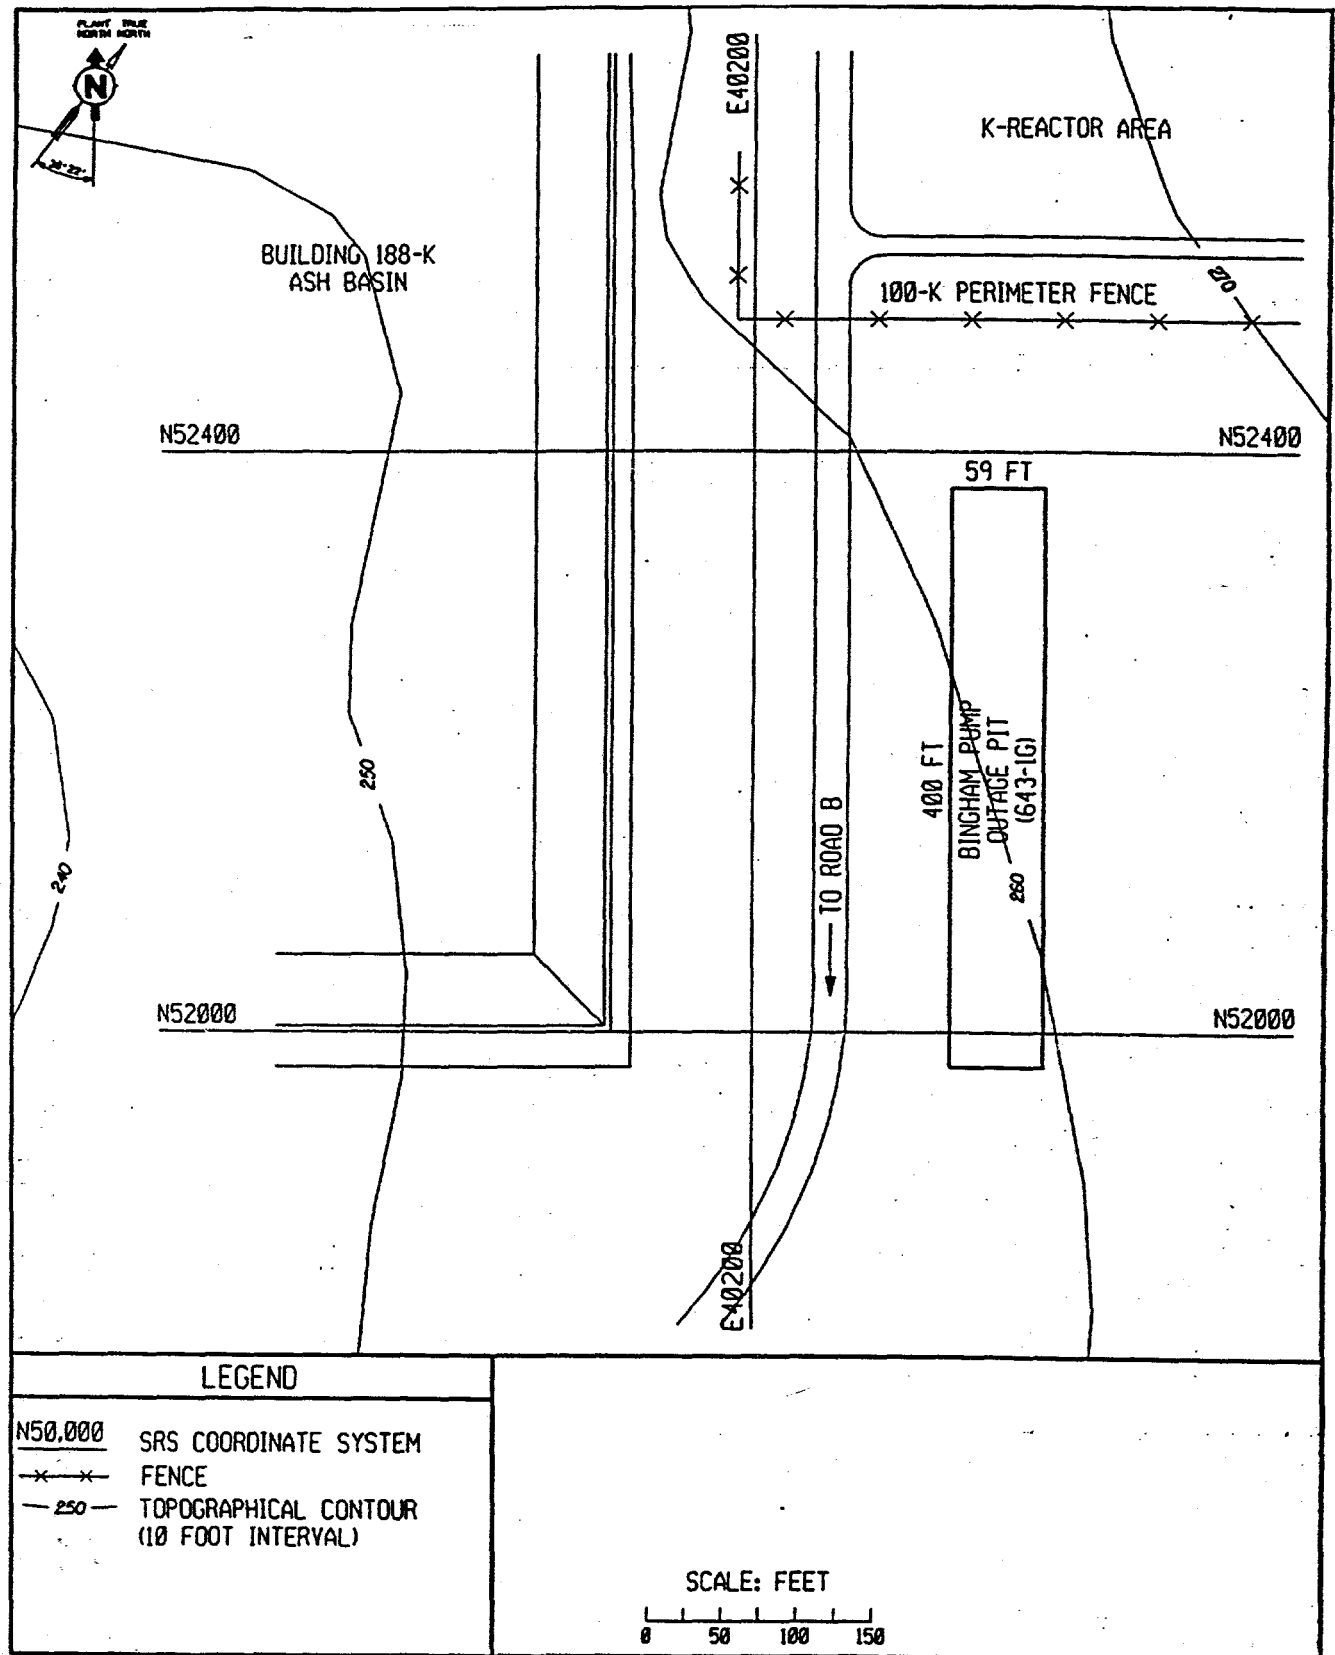 PLANT TRUE
NORTH NORTH
N
E40200
K-REACTOR AREA
BUILDING 188-K
ASH BASIN
270
100-K PERIMETER FENCE
N52400
N52400
59 FT
250
400 FT
BINGHAM PUMP
OUTAGE PIT
(643-1G)
TO ROAD B
240
260
N52000
N52000
E40200
LEGEND
N50,000 SRS COORDINATE SYSTEM
FENCE
250 TOPOGRAPHICAL CONTOUR
(10 FOOT INTERVAL)
SCALE: FEET
0 50 100 150